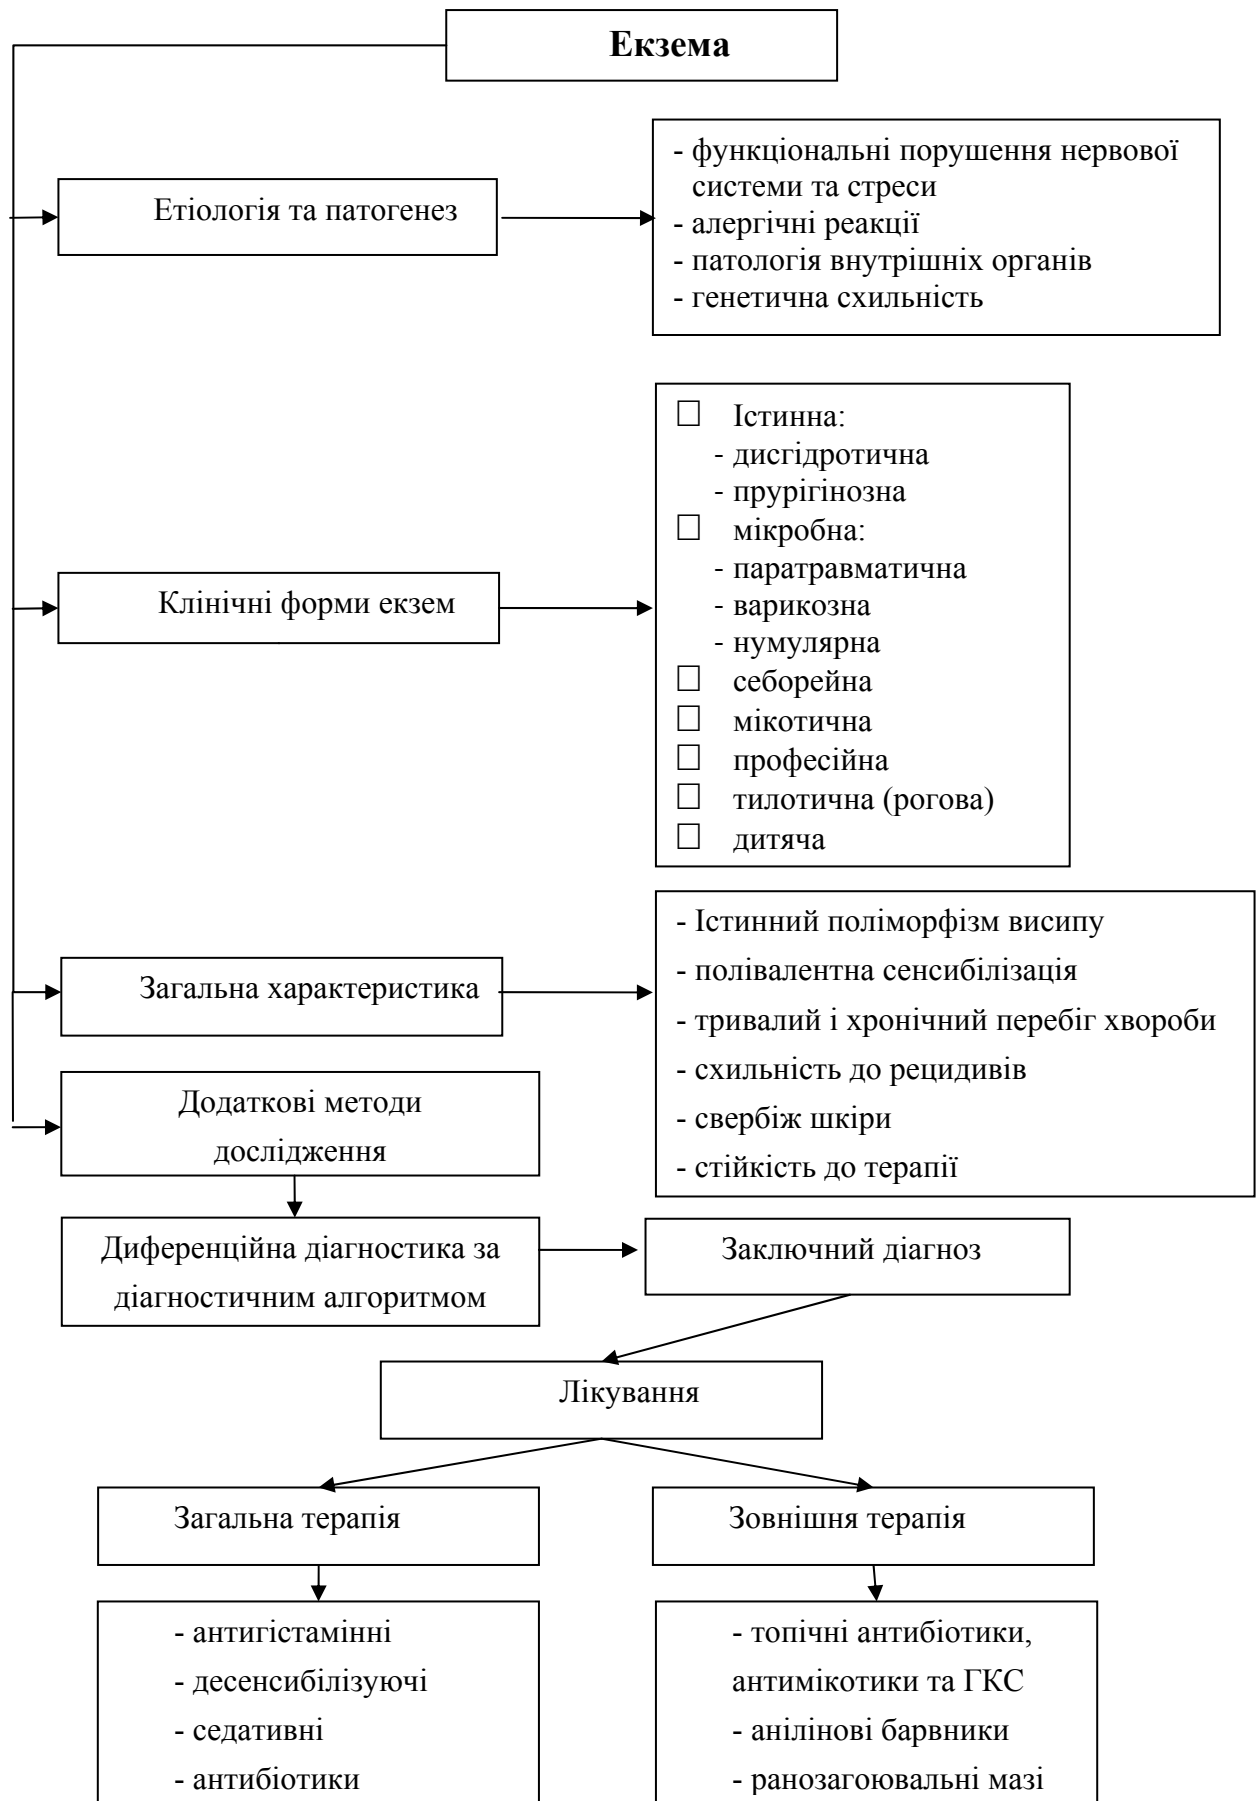 Екзема
Етіологія та патогенез
- функціональні порушення нервової
системи та стреси
- алергічні реакції
- патологія внутрішніх органів
- генетична схильність
Клінічні форми екзем
Істинна:
- дисгідротична
- прурігінозна
мікробна:
- паратравматична
- варикозна
- нумулярна
себорейна
мікотична
професійна
тилотична (рогова)
дитяча
Загальна характеристика
- Істинний поліморфізм висипу
- полівалентна сенсибілізація
- тривалий і хронічний перебіг хвороби
- схильність до рецидивів
- свербіж шкіри
- стійкість до терапії
Додаткові методи
дослідження
Диференційна діагностика за
діагностичним алгоритмом
Заключний діагноз
Лікування
Загальна терапія
Зовнішня терапія
- антигістамінні
- десенсибілізуючі
- седативні
- антибіотики
- топічні антибіотики,
антимікотики та ГКС
- анілінові барвники
- ранозагоювальні мазі